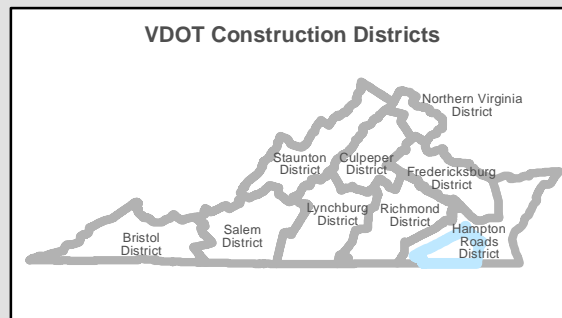 VDOT Construction Districts
Northern Virginia
District
Staunton
District
Culpeper
District
Fredericksburg
District
Lynchburg
District
Richmond
District
Salem
District
Bristol
District
Hampton
Roads
District